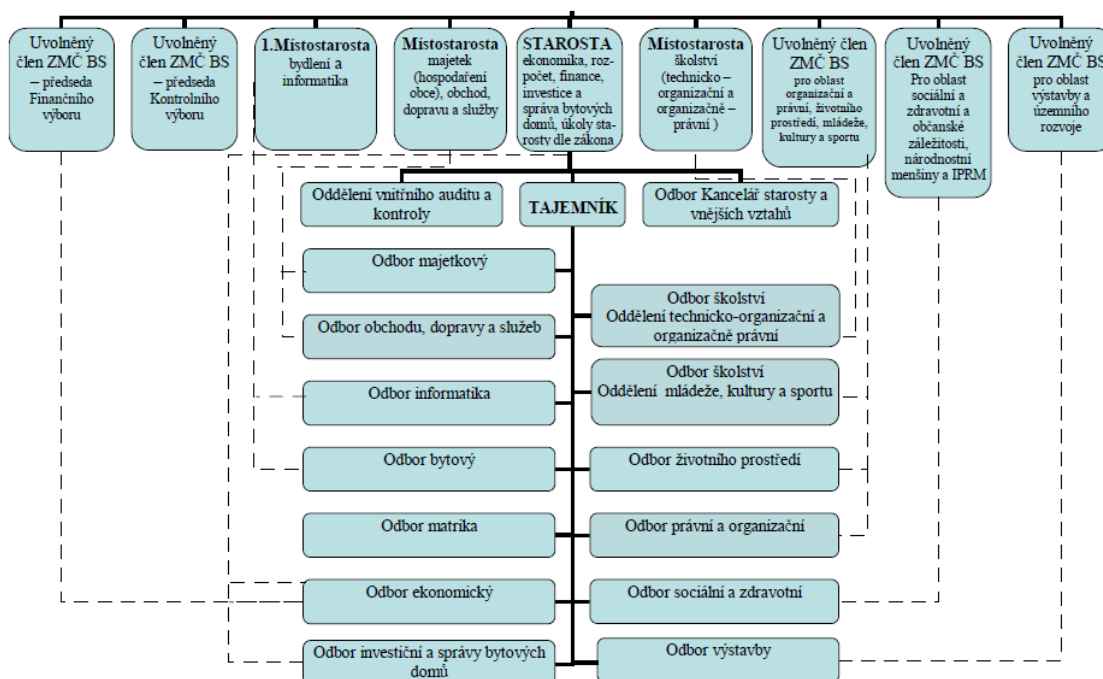 Uvolněný
člen ZMČ BS
– předseda
Finančního
výboru
Uvolněný
člen ZMČ BS
– předseda
Kontrolního
výboru
1.Místostarosta
bydlení a
informatika
Místostarosta
majetek
(hospodaření
obce), obchod,
dopravu a služby
STAROSTA
ekonomika, roz-
počet, finance,
investice a
správa bytových
domů, úkoly sta-
rosty dle zákona
Místostarosta
školství
(technicko –
organizační a
organizačně –
právní )
Uvolněný člen
ZMČ BS
pro oblast
organizační a
právní, životního
prostředí, mládeže,
kultury a sportu
Uvolněný člen
ZMČ BS
Pro oblast
sociální a
zdravotní a
občanské
záležitosti,
národnostní
menšiny a IPRM
Uvolněný člen
ZMČ BS
pro oblast
výstavby a
územního
rozvoje
Oddělení vnitřního auditu a
kontroly
TAJEMNÍK
Odbor Kancelář starosty a
vnějších vztahů
Odbor majetkový
Odbor školství
Oddělení technicko-organizační a
organizačně právní
Odbor obchodu, dopravy a služeb
Odbor školství
Oddělení  mládeže, kultury a sportu
Odbor informatika
Odbor bytový
Odbor životního prostředí
Odbor matrika
Odbor právní a organizační
Odbor ekonomický
Odbor sociální a zdravotní
Odbor investiční a správy bytových
domů
Odbor výstavby